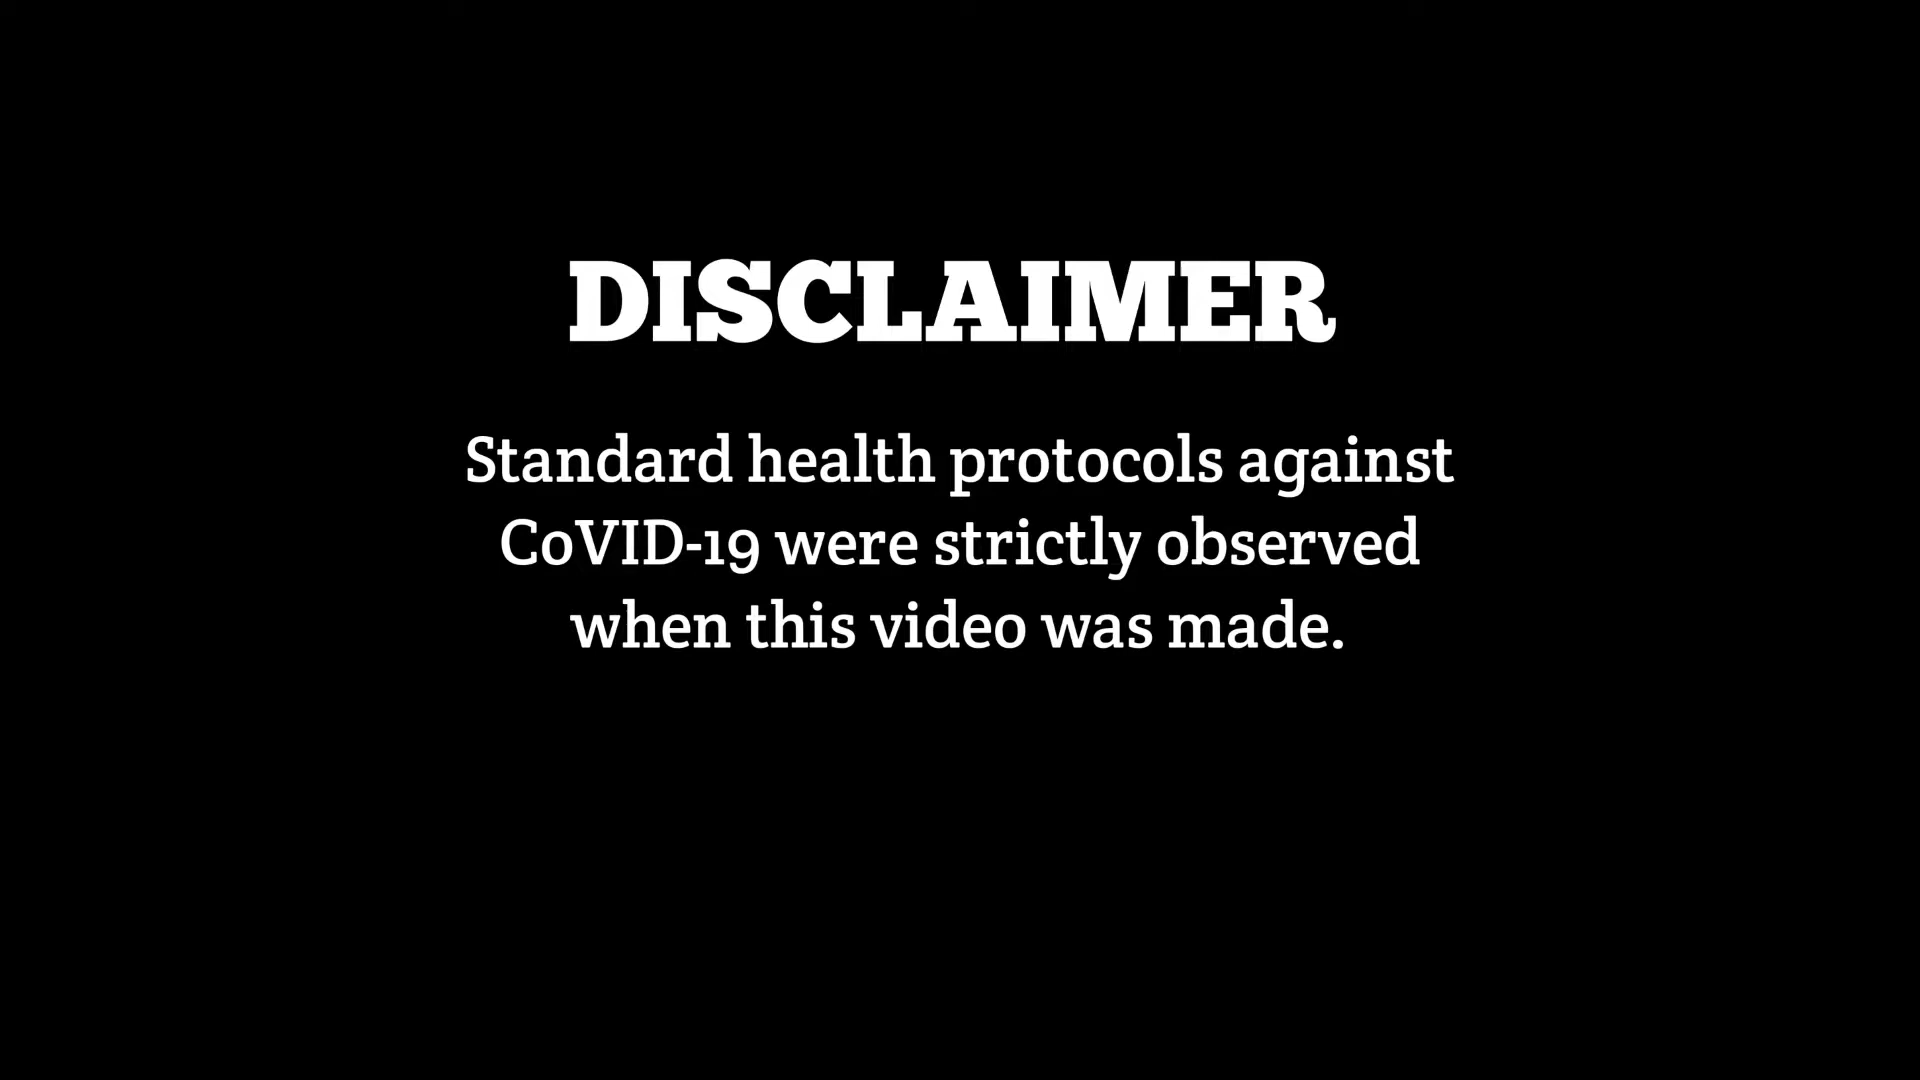 DISCLAIMER
Standard health protocols against
CoVID-19 were strictly observed
when this video was made.